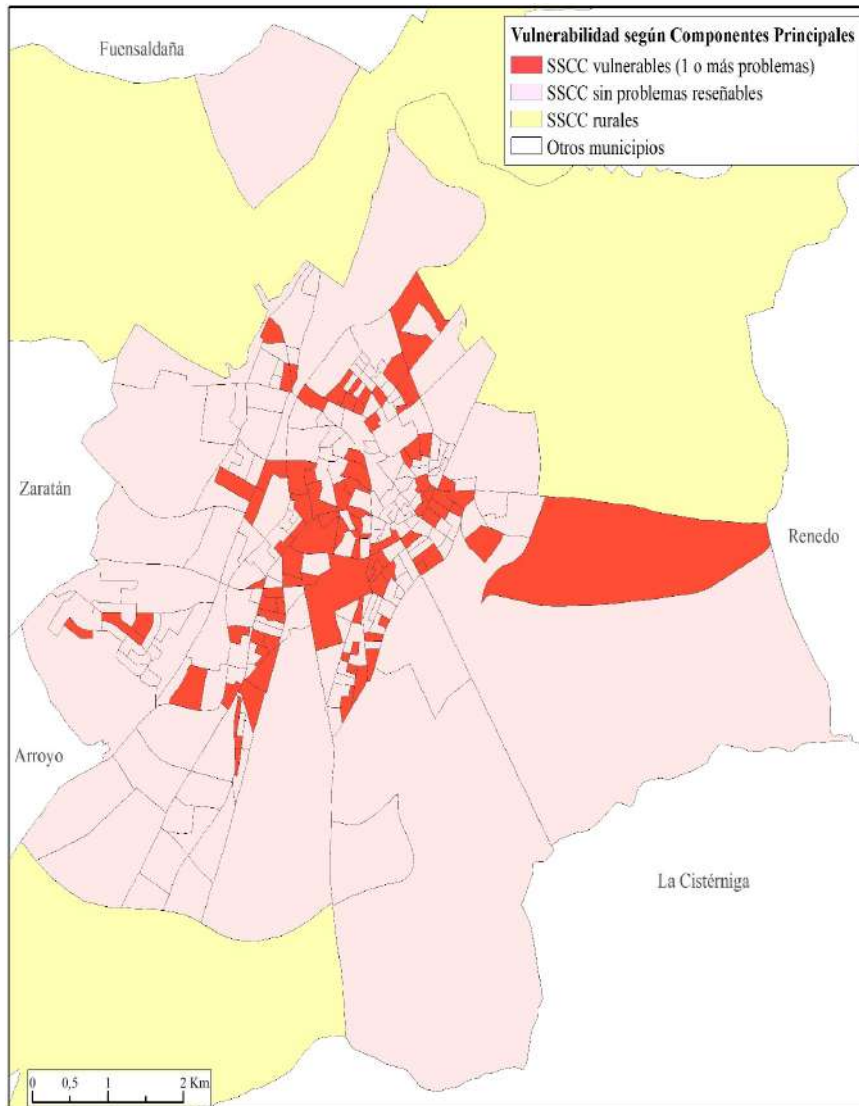 Fuensaldaña
Vulnerabilidad según Componentes Principales
SSCC vulnerables (1 o más problemas)
SSCC sin problemas reseñables
SSCC rurales
Otros municipios
Zaratán
Renedo
Arroyo
La Cistérniga
0 0,5 1 2 Km